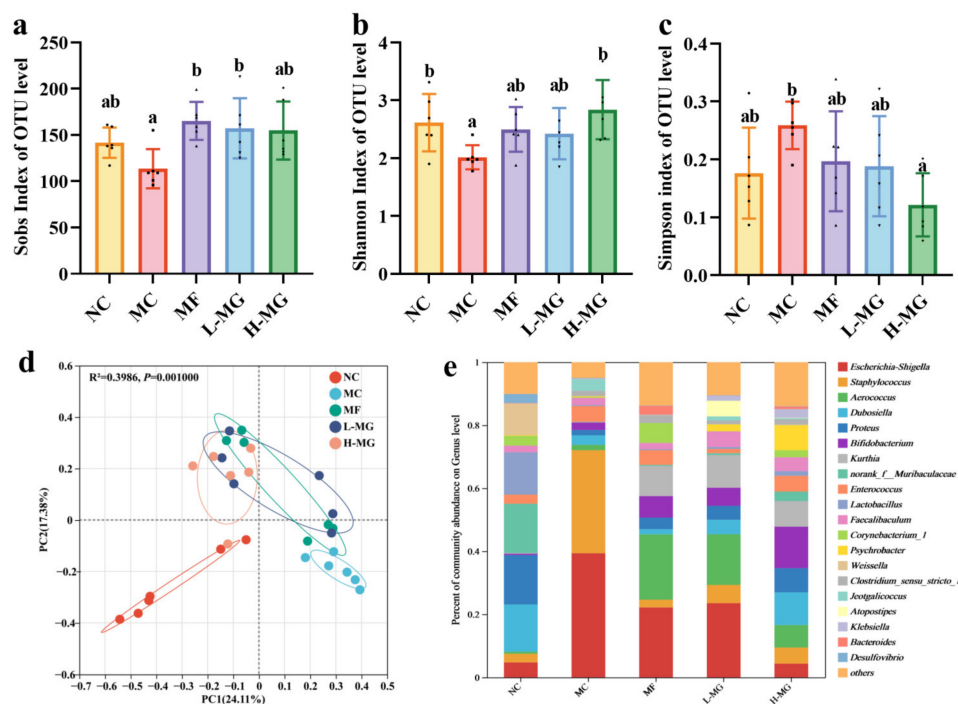 a
b
c
Sobs Index of OTU level
250
200
150
100
50
0
ab
a
b
b
ab
NC
MC
MF
L-MG
H-MG
Shannon Index of OTU level
4
3
2
1
0
b
a
ab
ab
b
NC
MC
MF
L-MG
H-MG
Simpson index of OTU level
0.4
0.3
0.2
0.1
0.0
ab
b
ab
ab
a
NC
MC
MF
L-MG
H-MG
d
R²=0.3986, P=0.001000
NC
MC
MF
L-MG
H-MG
PC2(17.38%)
0.6
0.4
0.2
0
−0.2
−0.4
−0.6
−0.7
−0.6
−0.5
−0.4
−0.3
−0.2
−0.1
0
0.1
0.2
0.3
0.4
0.5
PC1(24.11%)
e
Percent of community abundance on Genus level
1
0.8
0.6
0.4
0.2
0
NC
MC
MF
L-MG
H-MG
Escherichia-Shigella
Staphylococcus
Aerococcus
Dubosiella
Proteus
Bifidobacterium
Kurthia
norank_f__Muribaculaceae
Enterococcus
Lactobacillus
Faecalibaculum
Corynebacterium_1
Psychrobacter
Weissella
Clostridium_sensu_stricto_
Jeotgalicoccus
Atopostipes
Klebsiella
Bacteroides
Desulfovibrio
others